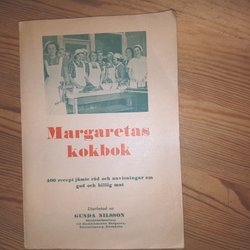 Margaretas
kokbok
400 recept jämte råd och anvisningar om
god och billig mat
Utarbetad av
GUNDA NILSSON